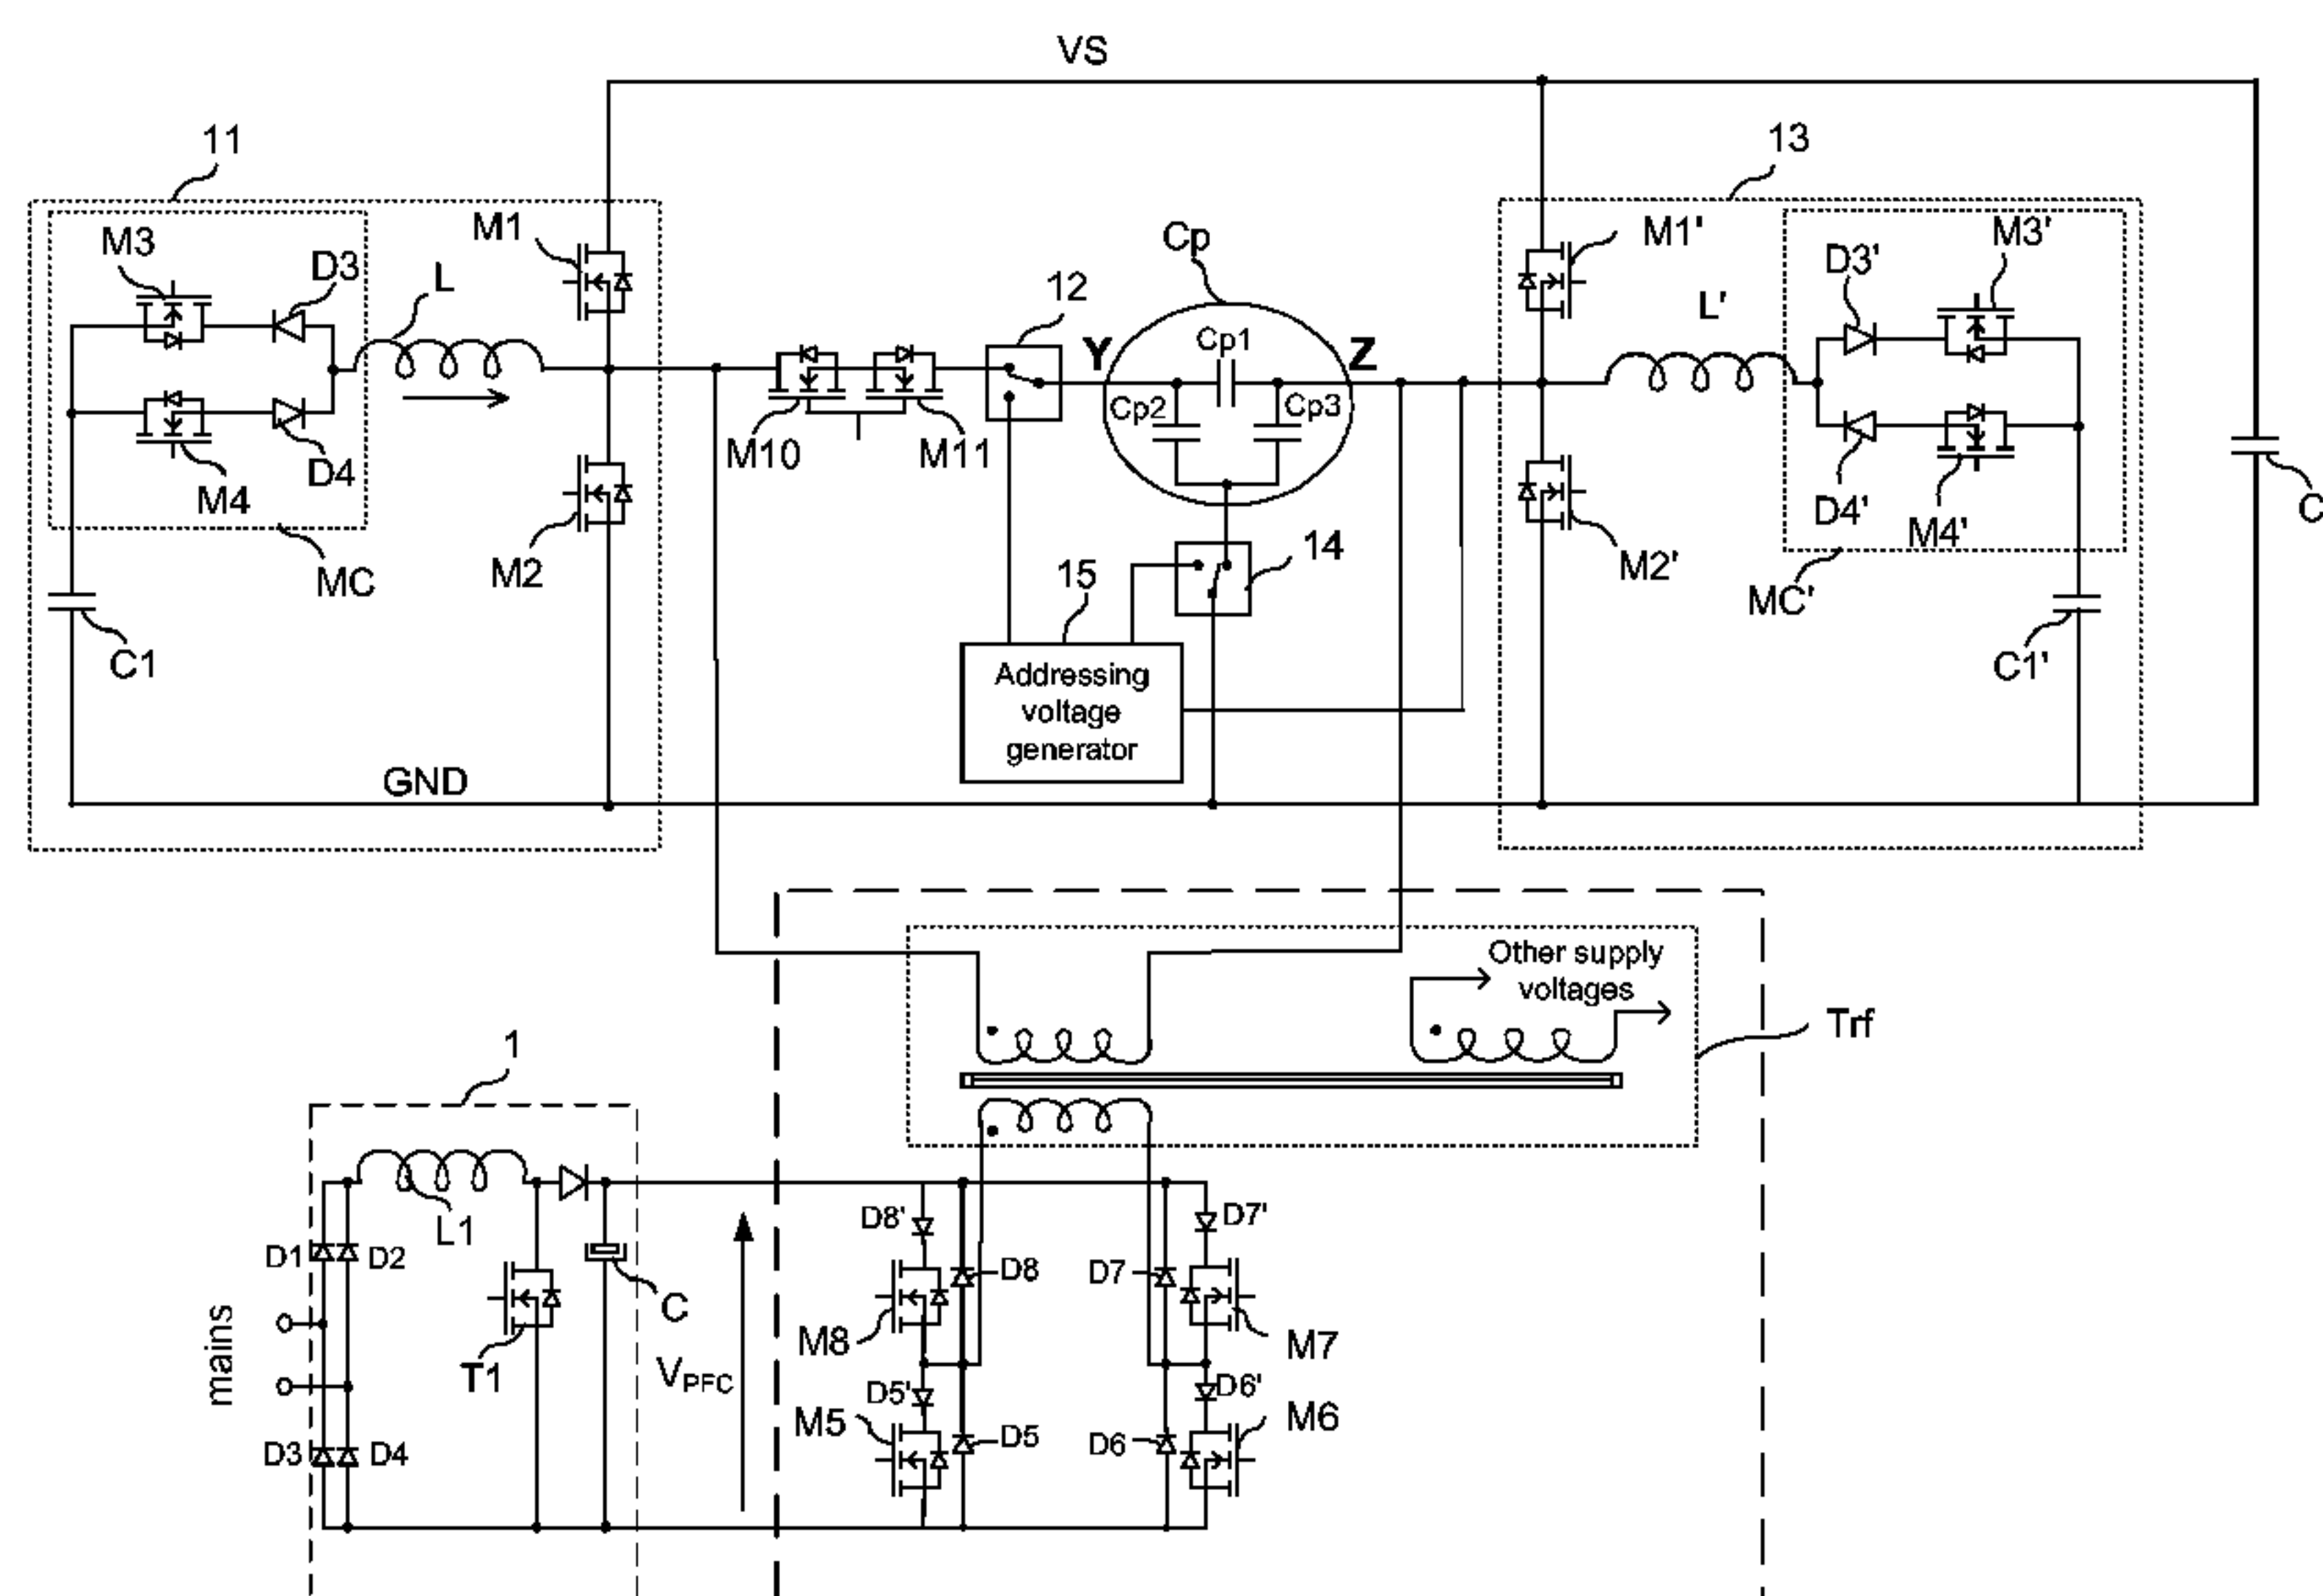 VS
11
13
M3
D3
L
M1
Cp
M1'
M3'
D3'
12
Y
Cp1
Z
L'
Cp2
Cp3
M10
M11
M4
D4
M2
C
D4'
M4'
M2'
14
MC
15
MC'
C1
C1'
Addressing
voltage
generator
GND
Other supply
voltages
Trf
1
L1
D8'
D7'
D1
D2
D8
D7
C
mains
T1
VPFC
M8
M7
D5'
D6'
M5
M6
D3
D4
D5
D6